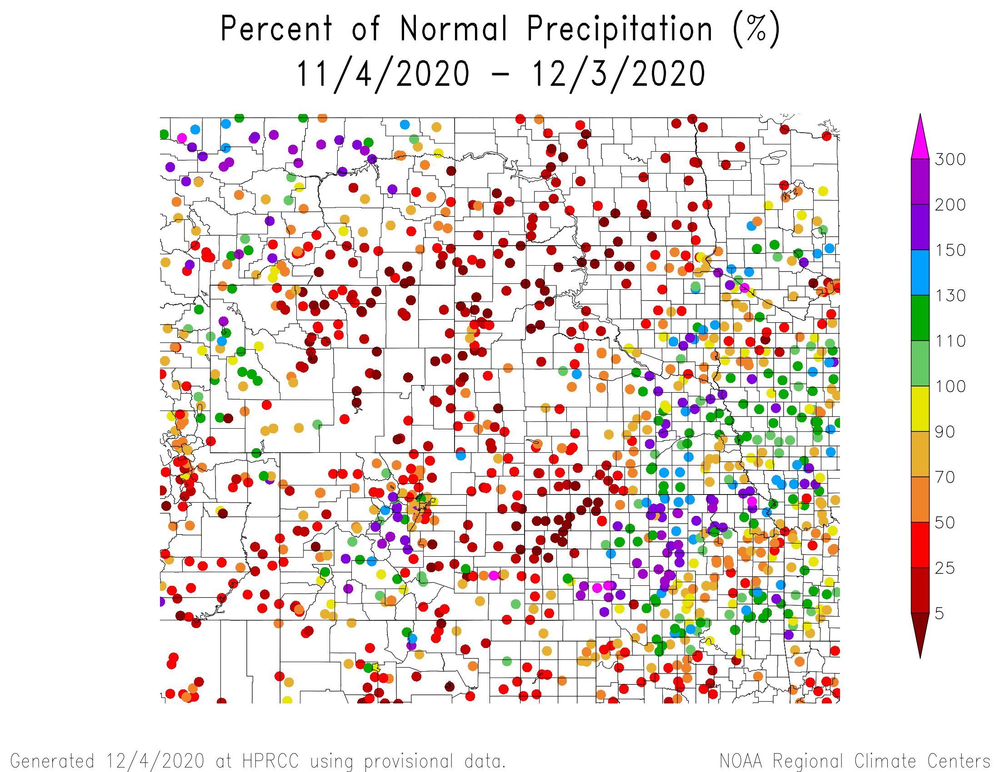 Percent of Normal Precipitation (%)
11/4/2020 – 12/3/2020
300
200
150
130
110
100
90
70
50
25
5
Generated 12/4/2020 at HPRCC using provisional data.
NOAA Regional Climate Centers